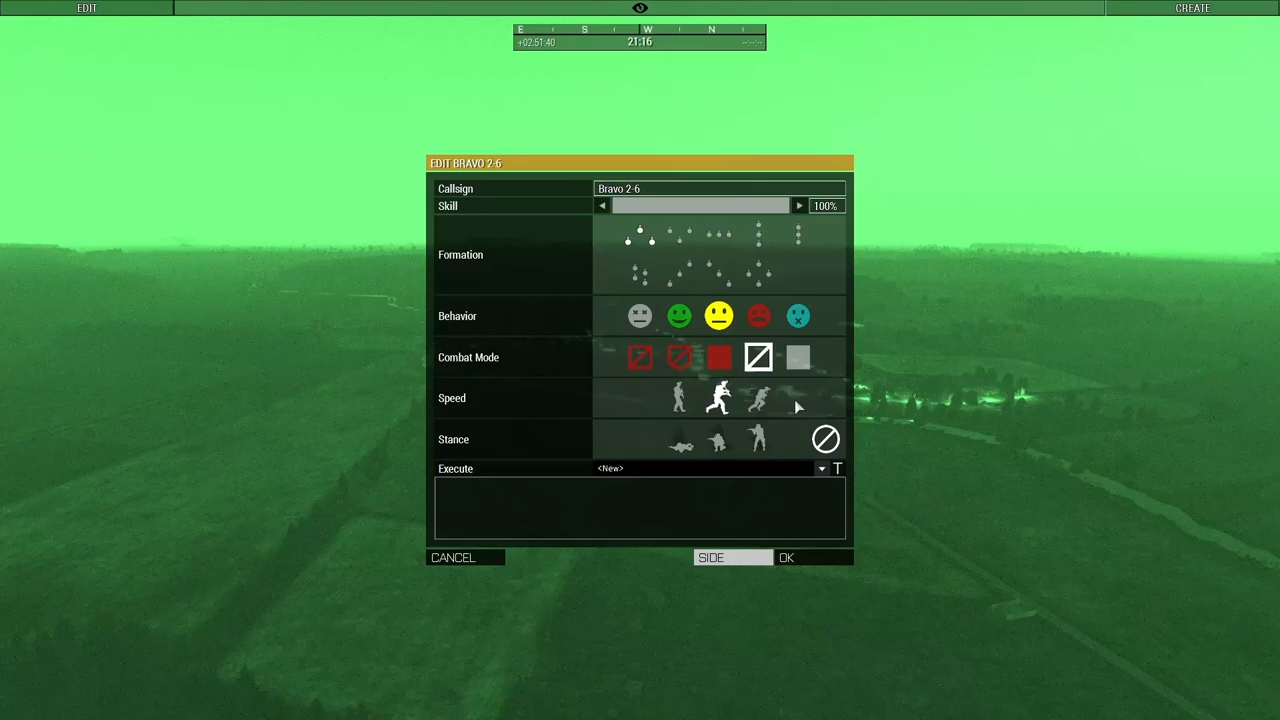 EDIT
CREATE
E S W N
+02:51:40 21:16 --:--:--
EDIT BRAVO 2-6
Callsign Bravo 2-6
Skill 100%
Formation
Behavior
Combat Mode
Speed
Stance
Execute <New> T
CANCEL SIDE OK